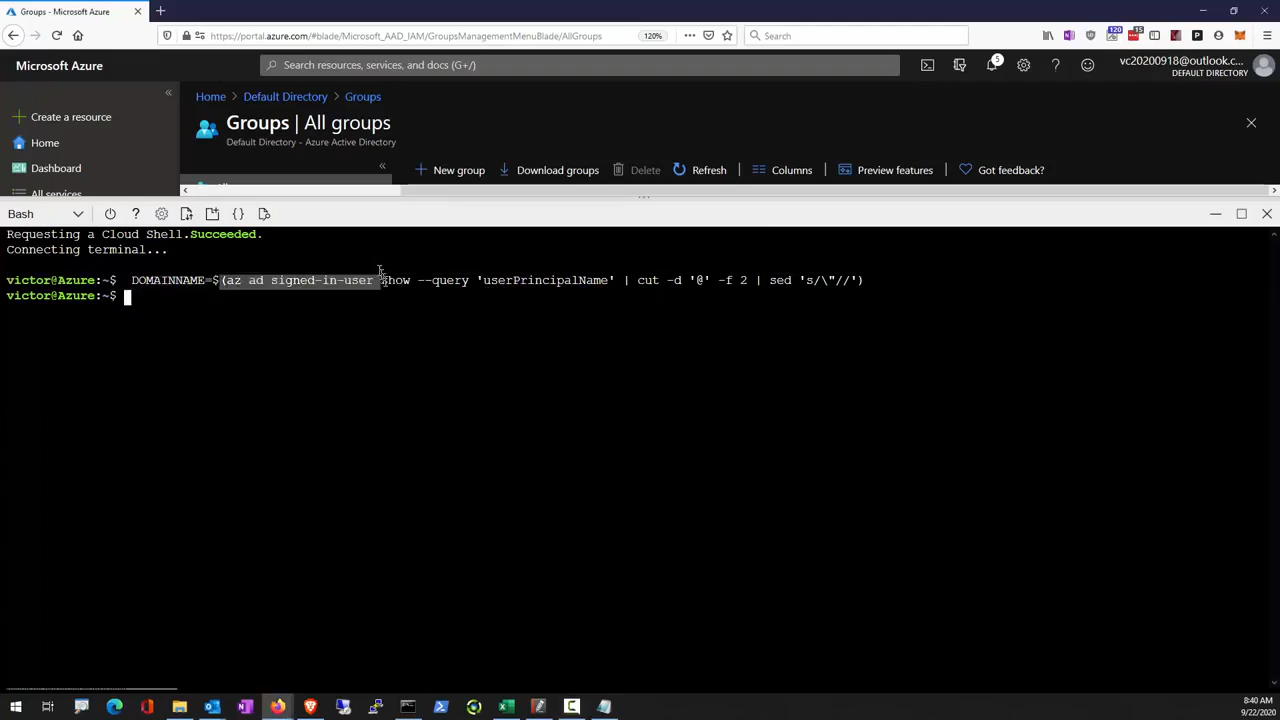 Groups - Microsoft Azure
https://portal.azure.com/#blade/Microsoft_AAD_IAM/GroupsManagementMenuBlade/AllGroups
120%
Search
120
15
Microsoft Azure
Search resources, services, and docs (G+/)
5
vc20200918@outlook.c...
DEFAULT DIRECTORY
Create a resource
Home
Dashboard
All services
Home > Default Directory > Groups
Groups | All groups
Default Directory - Azure Active Directory
New group
Download groups
Delete
Refresh
Columns
Preview features
Got feedback?
Bash
Requesting a Cloud Shell.Succeeded.
Connecting terminal...
victor@Azure:~$  DOMAINNAME=$(az ad signed-in-user show --query 'userPrincipalName' | cut -d '@' -f 2 | sed 's/\"//')
victor@Azure:~$
8:40 AM
9/22/2020